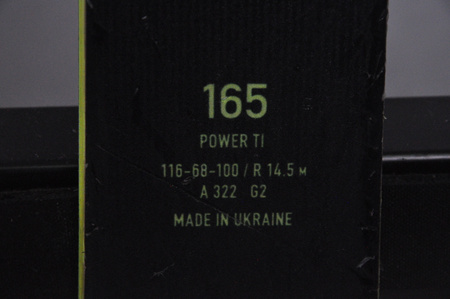 165
POWER TI
116-68-100 / R 14.5 M
A 322 G2
MADE IN UKRAINE